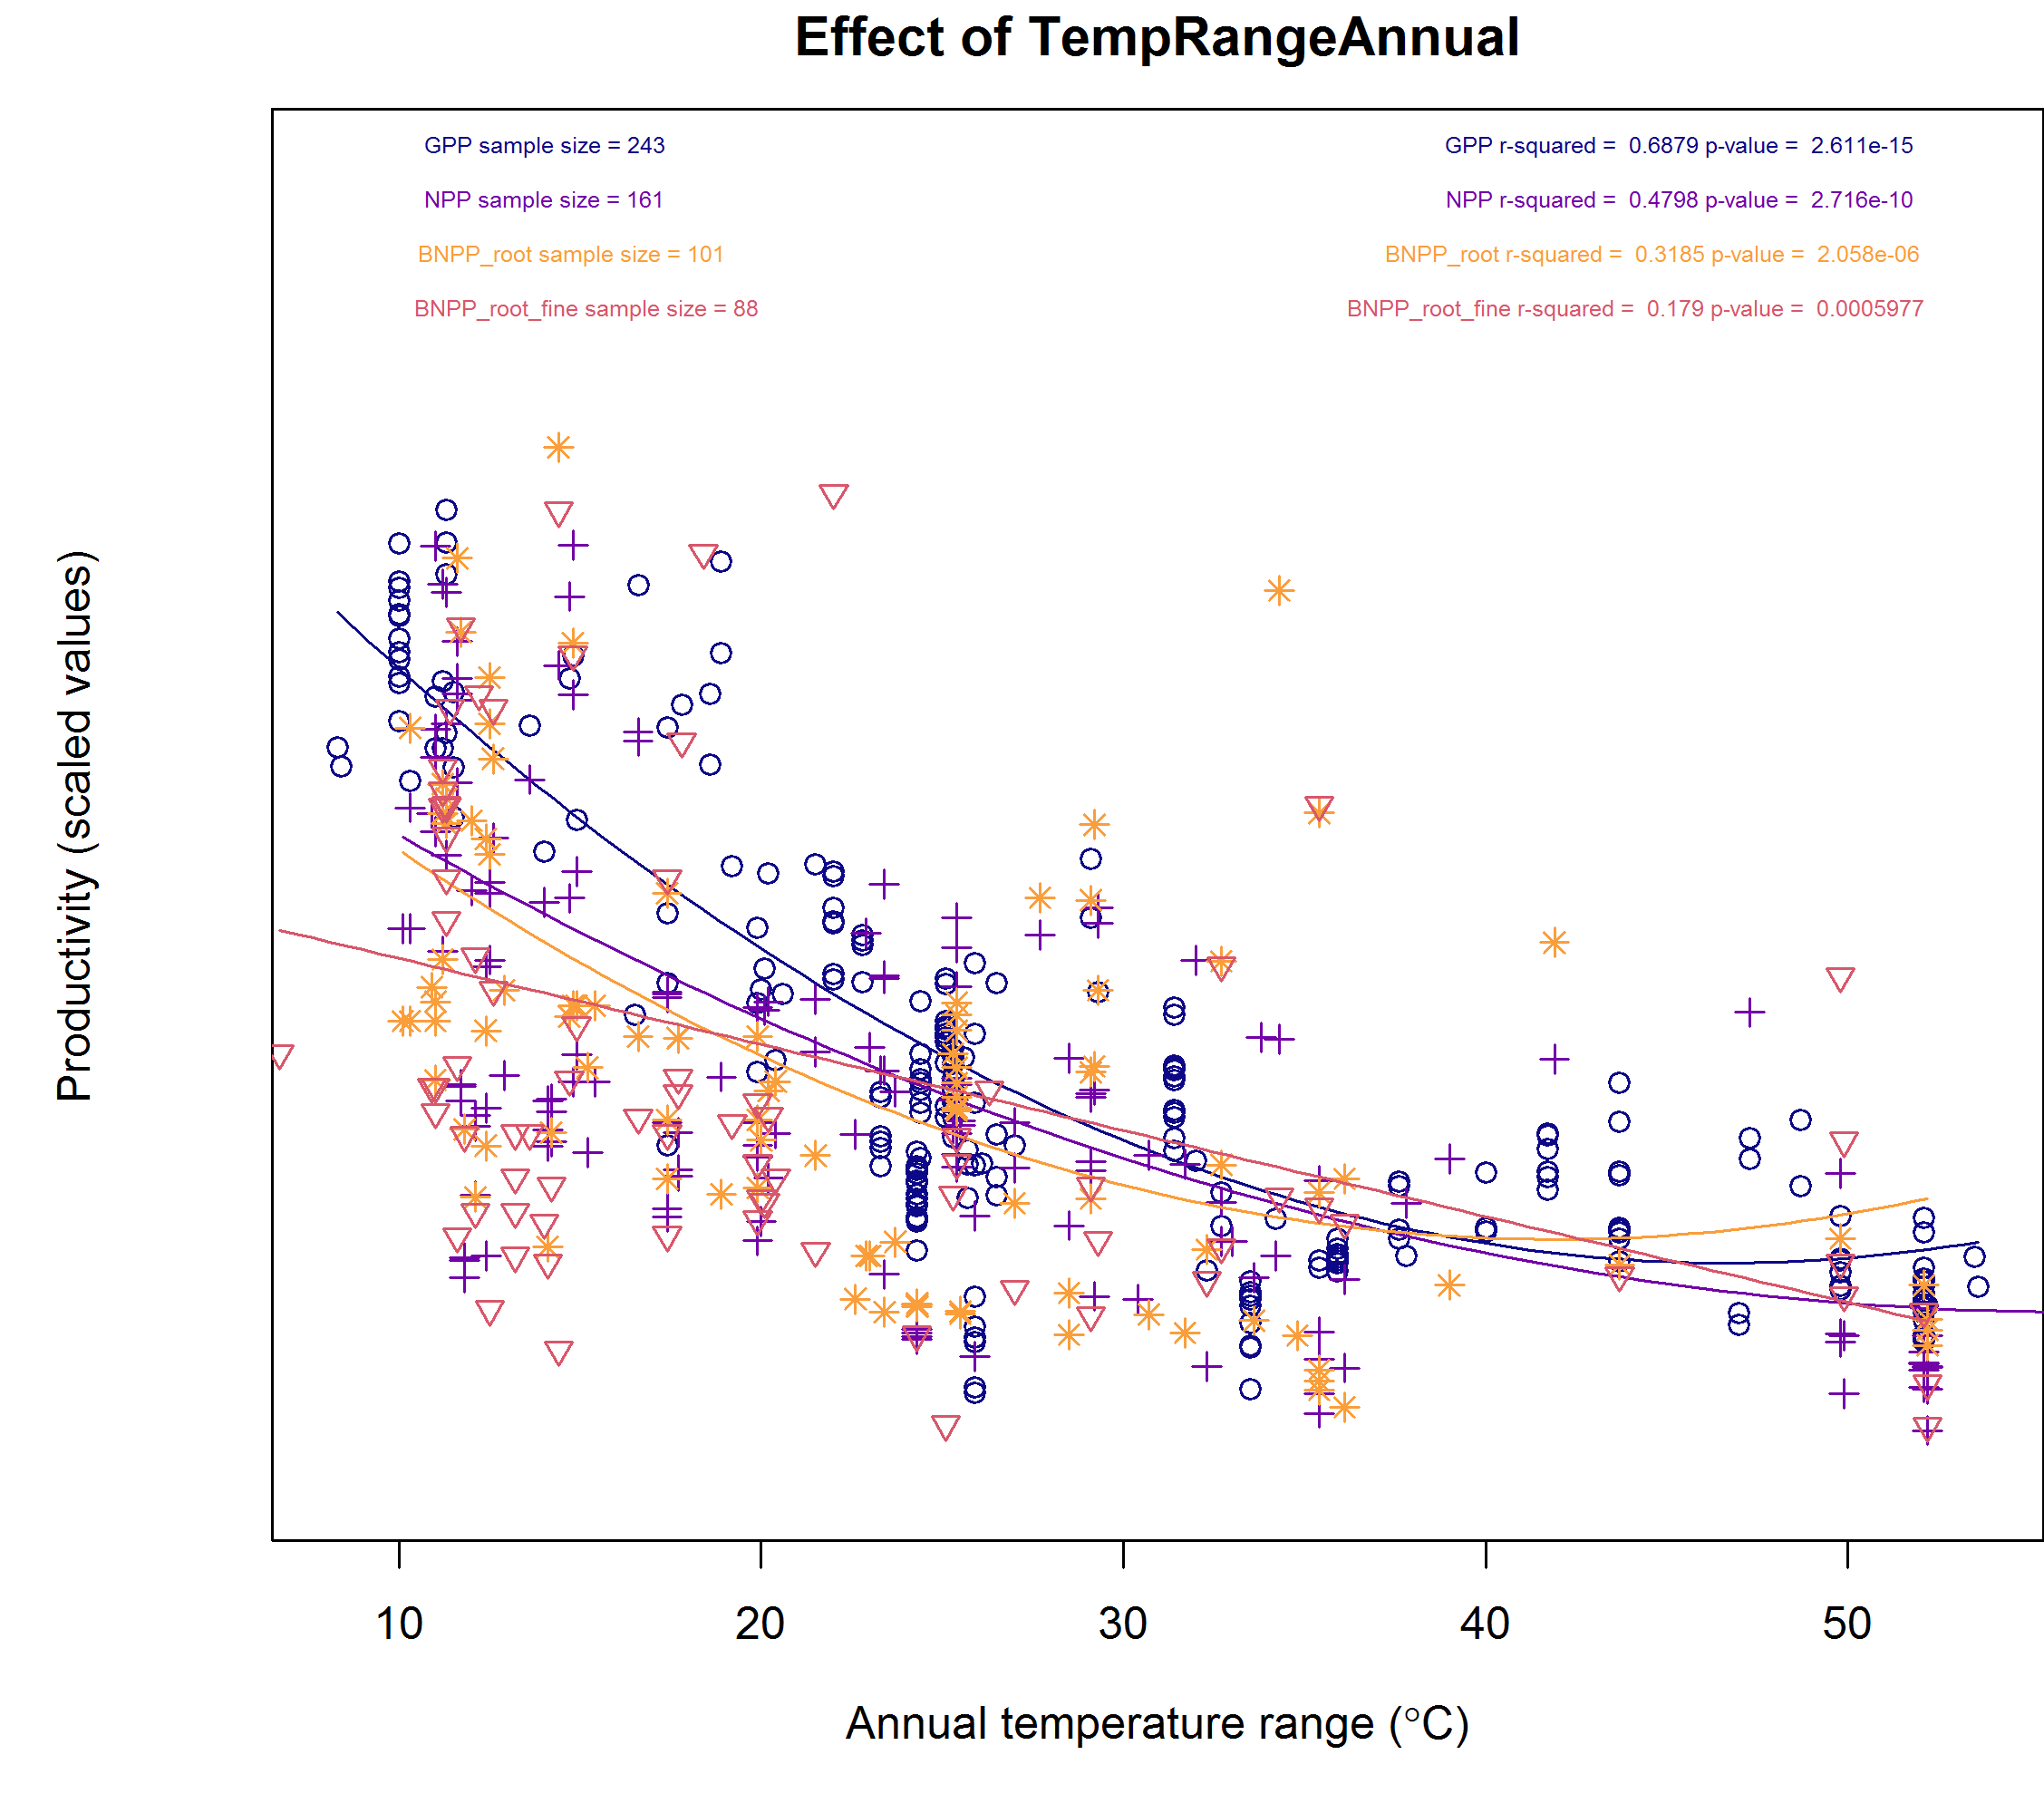 Effect of TempRangeAnnual
GPP sample size = 243
GPP r-squared =  0.6879 p-value =  2.611e-15
NPP sample size = 161
NPP r-squared =  0.4798 p-value =  2.716e-10
BNPP_root sample size = 101
BNPP_root r-squared =  0.3185 p-value =  2.058e-06
BNPP_root_fine sample size = 88
BNPP_root_fine r-squared =  0.179 p-value =  0.0005977
Productivity (scaled values)
10 20 30 40 50
Annual temperature range (°C)